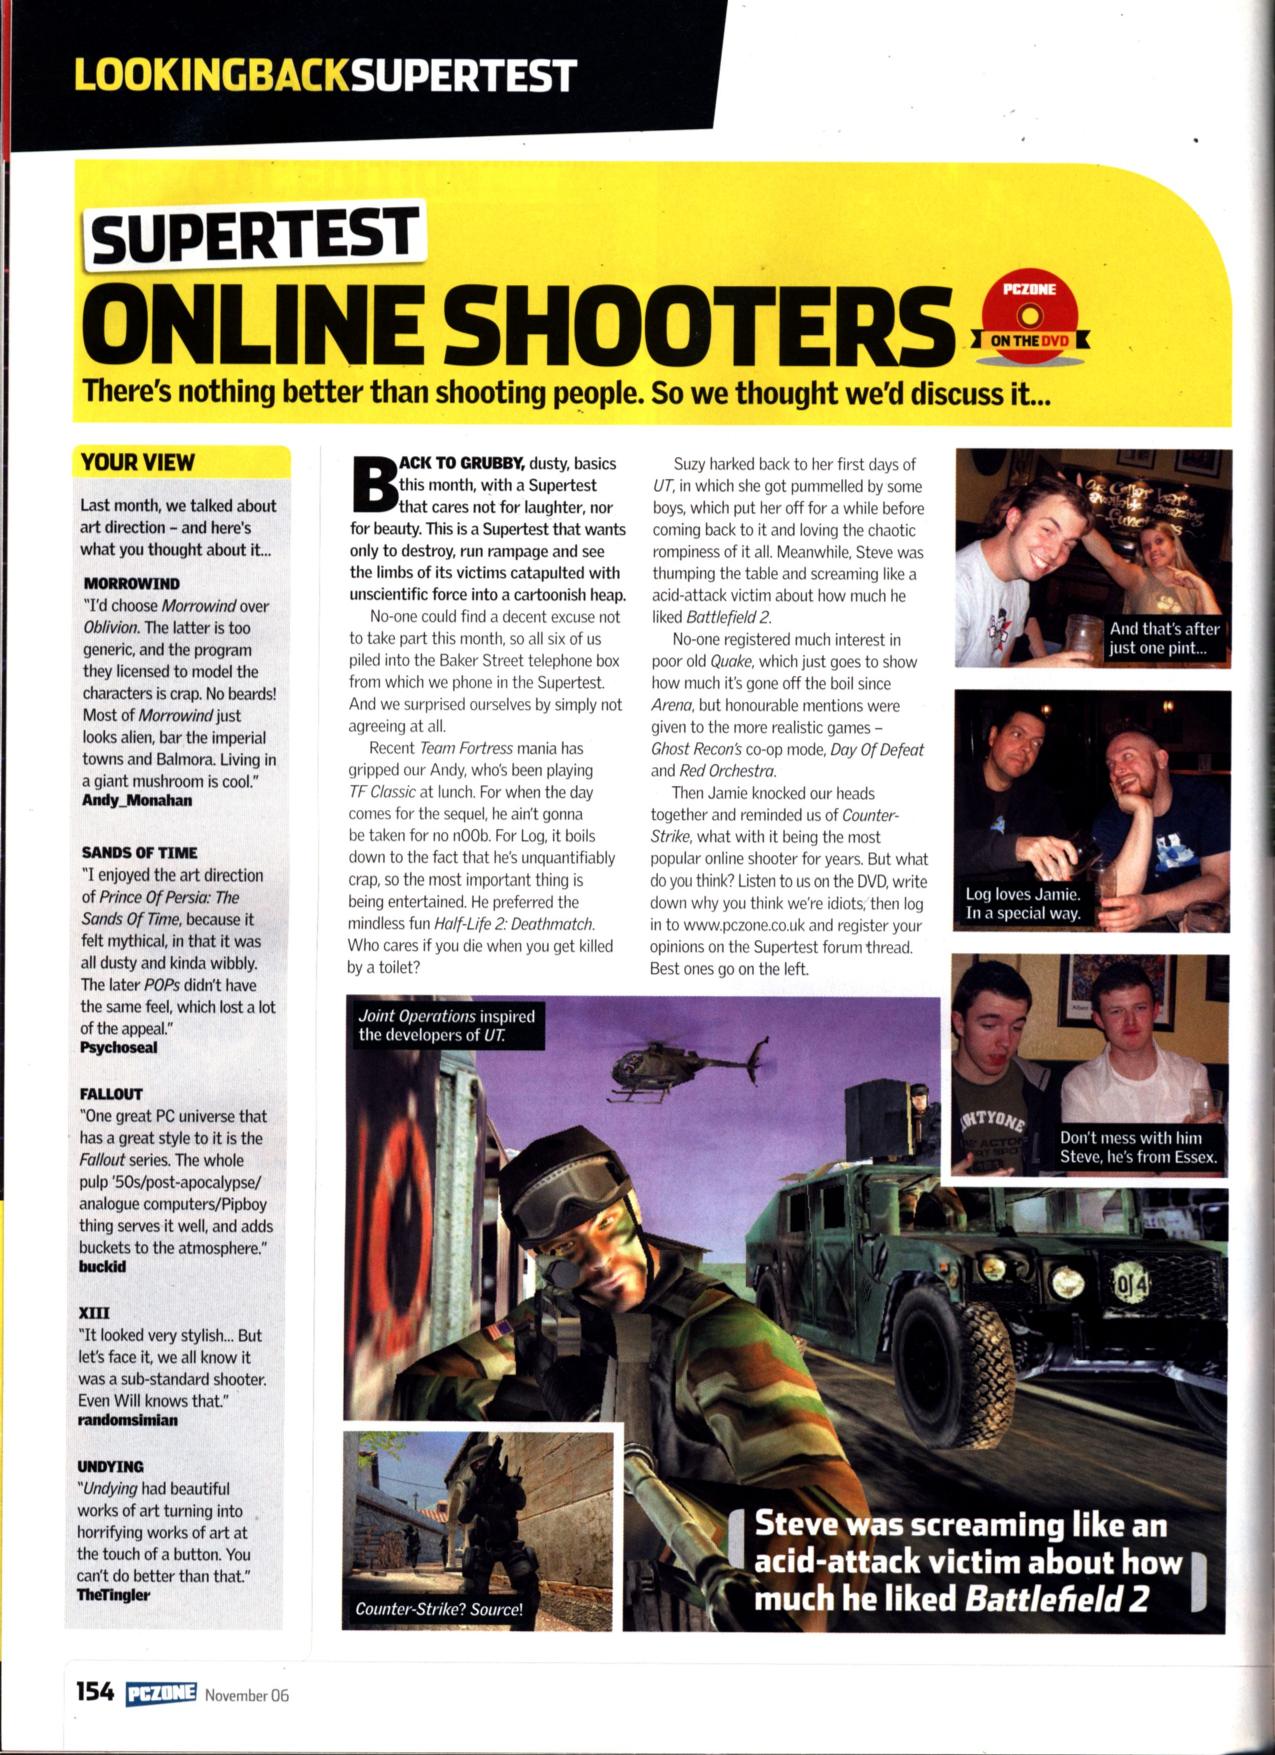 LOOKINGBACKSUPERTEST
SUPERTEST
ONLINE SHOOTERS
PCZONE
ON THE DVD
There's nothing better than shooting people. So we thought we'd discuss it...
YOUR VIEW
Last month, we talked about
art direction – and here's
what you thought about it...
MORROWIND
"I'd choose Morrowind over
Oblivion. The latter is too
generic, and the program
they licensed to model the
characters is crap. No beards!
Most of Morrowind just
looks alien, bar the imperial
towns and Balmora. Living in
a giant mushroom is cool."
Andy_Monahan
SANDS OF TIME
"I enjoyed the art direction
of Prince Of Persia: The
Sands Of Time, because it
felt mythical, in that it was
all dusty and kinda wibbly.
The later POPs didn't have
the same feel, which lost a lot
of the appeal."
Psychoseal
FALLOUT
"One great PC universe that
has a great style to it is the
Fallout series. The whole
pulp '50s/post-apocalypse/
analogue computers/Pipboy
thing serves it well, and adds
buckets to the atmosphere."
buckid
XIII
"It looked very stylish... But
let's face it, we all know it
was a sub-standard shooter.
Even Will knows that."
randomsimian
UNDYING
"Undying had beautiful
works of art turning into
horrifying works of art at
the touch of a button. You
can't do better than that."
TheTingler
BACK TO GRUBBY, dusty, basics
this month, with a Supertest
that cares not for laughter, nor
for beauty. This is a Supertest that wants
only to destroy, run rampage and see
the limbs of its victims catapulted with
unscientific force into a cartoonish heap.
No-one could find a decent excuse not
to take part this month, so all six of us
piled into the Baker Street telephone box
from which we phone in the Supertest.
And we surprised ourselves by simply not
agreeing at all.
Recent Team Fortress mania has
gripped our Andy, who's been playing
TF Classic at lunch. For when the day
comes for the sequel, he ain't gonna
be taken for no n00b. For Log, it boils
down to the fact that he's unquantifiably
crap, so the most important thing is
being entertained. He preferred the
mindless fun Half-Life 2: Deathmatch.
Who cares if you die when you get killed
by a toilet?
Suzy harked back to her first days of
UT, in which she got pummelled by some
boys, which put her off for a while before
coming back to it and loving the chaotic
rompiness of it all. Meanwhile, Steve was
thumping the table and screaming like a
acid-attack victim about how much he
liked Battlefield 2.
No-one registered much interest in
poor old Quake, which just goes to show
how much it's gone off the boil since
Arena, but honourable mentions were
given to the more realistic games –
Ghost Recon's co-op mode, Day Of Defeat
and Red Orchestra.
Then Jamie knocked our heads
together and reminded us of Counter-
Strike, what with it being the most
popular online shooter for years. But what
do you think? Listen to us on the DVD, write
down why you think we're idiots, then log
in to www.pczone.co.uk and register your
opinions on the Supertest forum thread.
Best ones go on the left.
And that's after
just one pint...
Log loves Jamie.
In a special way.
Don't mess with him
Steve, he's from Essex.
Joint Operations inspired
the developers of UT.
04
Counter-Strike? Source!
Steve was screaming like an
acid-attack victim about how
much he liked Battlefield 2
154 PCZONE November 06